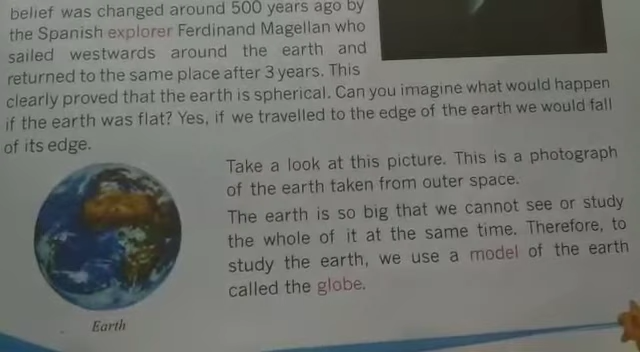 belief was changed around 500 years ago by
the Spanish explorer Ferdinand Magellan who
sailed westwards around the earth and
returned to the same place after 3 years. This
clearly proved that the earth is spherical. Can you imagine what would happen
if the earth was flat? Yes, if we travelled to the edge of the earth we would fall
of its edge.
Take a look at this picture. This is a photograph
of the earth taken from outer space.
The earth is so big that we cannot see or study
the whole of it at the same time. Therefore, to
study the earth, we use a model of the earth
called the globe.
Earth